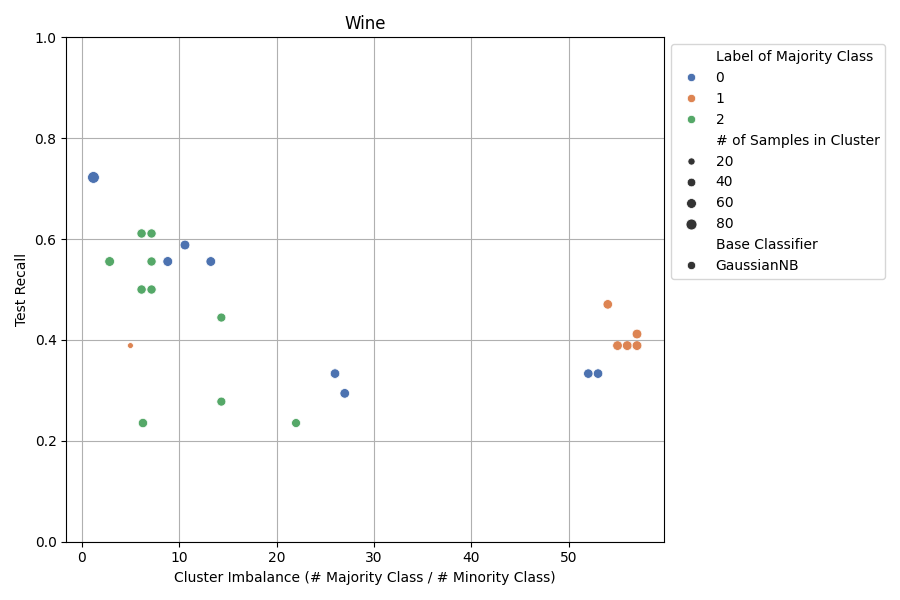 Wine
1.0
0.8
0.6
0.4
0.2
0.0
Test Recall
0 10 20 30 40 50
Cluster Imbalance (# Majority Class / # Minority Class)
Label of Majority Class
0
1
2
# of Samples in Cluster
20
40
60
80
Base Classifier
GaussianNB